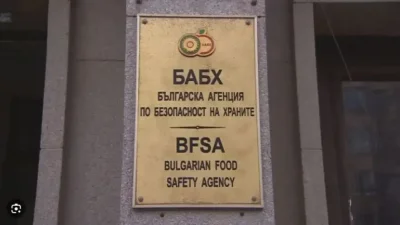 БАБХ
БЪЛГАРСКА АГЕНЦИЯ
ПО БЕЗОПАСНОСТ НА ХРАНИТЕ
BFSA
BULGARIAN FOOD
SAFETY AGENCY